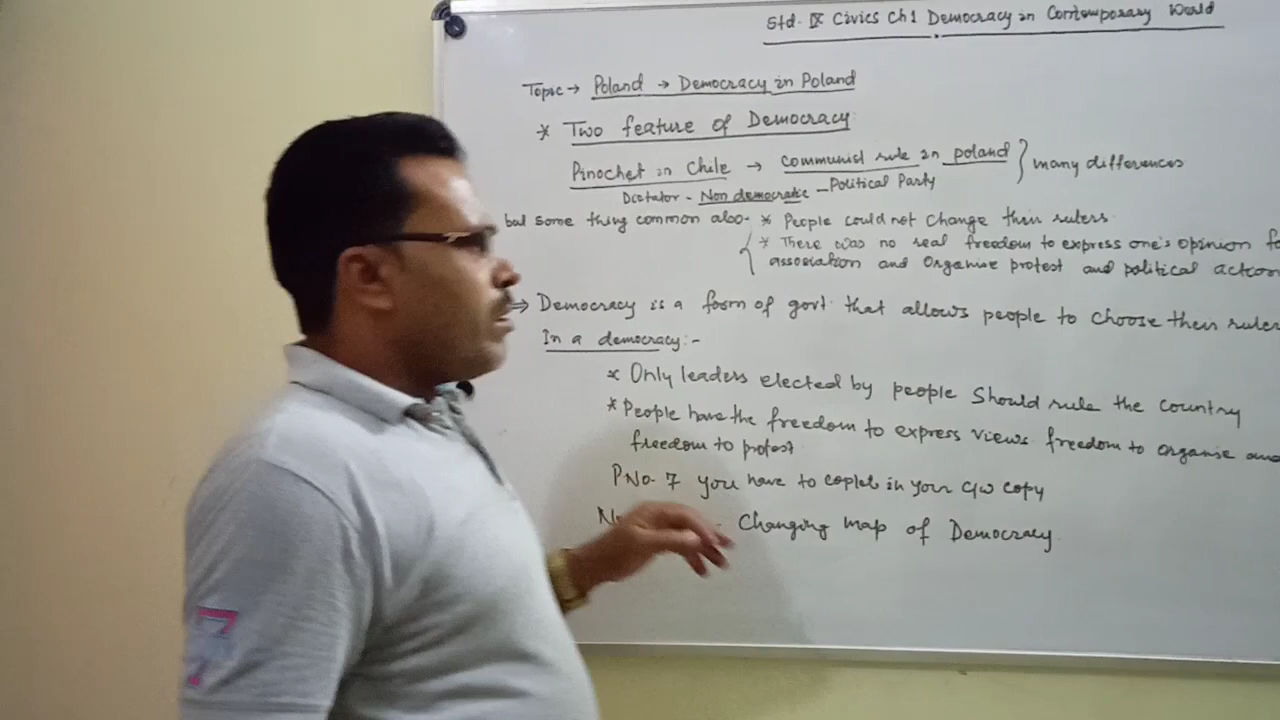 Std. IX Civics Ch 1 Democracy in Contemporary World
Topic → Poland → Democracy in Poland
* Two feature of Democracy
Pinochet in Chile → Communist rule in poland } many differences
Dictator - Non democratic - Political Party
but some thing common also - * People could not change their rulers
* There was no real freedom to express one's opinion
association and organise protest and political action
⇒ Democracy is a form of govt. that allows people to choose their ruler
In a democracy:-
* Only leaders elected by people should rule the country
* People have the freedom to express views freedom to organise and
freedom to protest
P No. 7 you have to in your C/W copy
Changing map of Democracy